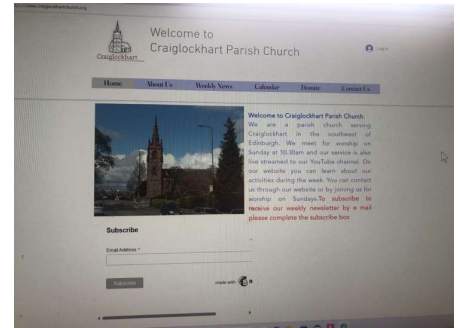 www.craiglockhartchurch.org
Welcome to
Craiglockhart Parish Church
Craiglockhart
Log In
Home About Us Weekly News Calendar Donate Contact Us
Welcome to Craiglockhart Parish Church.
We are a parish church serving
Craiglockhart in the southwest of
Edinburgh. We meet for worship on
Sunday at 10.30am and our service is also
live streamed to our YouTube channel. On
our website you can learn about our
activities during the week. You can contact
us through our website or by joining us for
worship on Sundays.To subscribe to
receive our weekly newsletter by e mail
please complete the subscribe box
Subscribe
Email Address *
Subscribe
made with